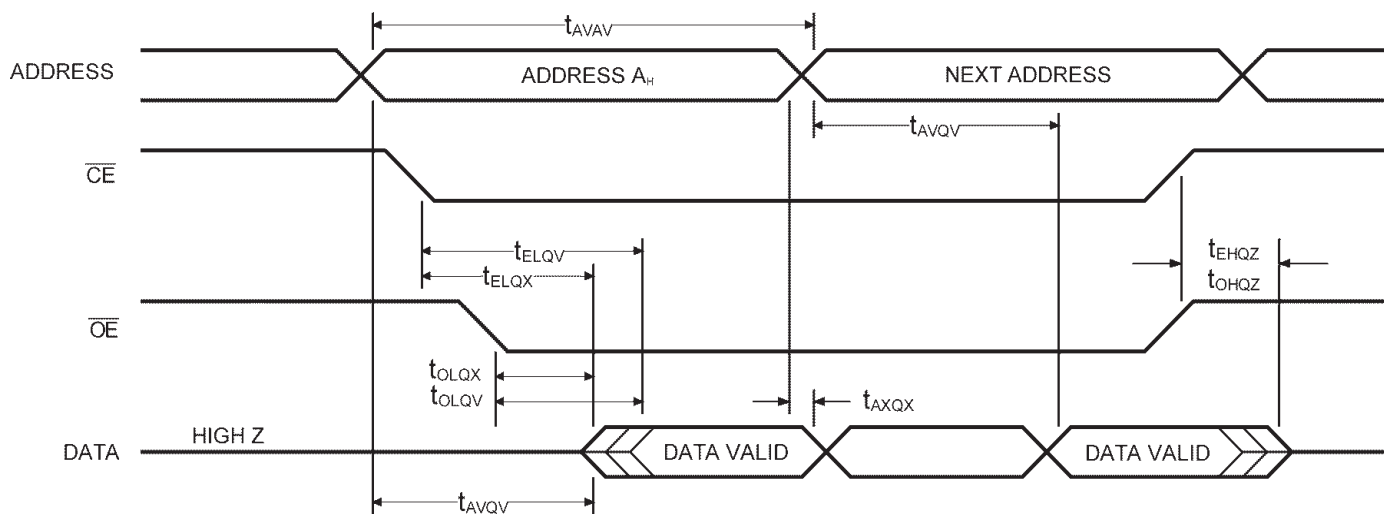 tAVAV
ADDRESS
ADDRESS AH
NEXT ADDRESS
tAVQV
CE
tELQV
tELQX
tEHQZ
tOHQZ
OE
tOLQX
tOLQV
tAXQX
DATA
HIGH Z
DATA VALID
DATA VALID
tAVQV